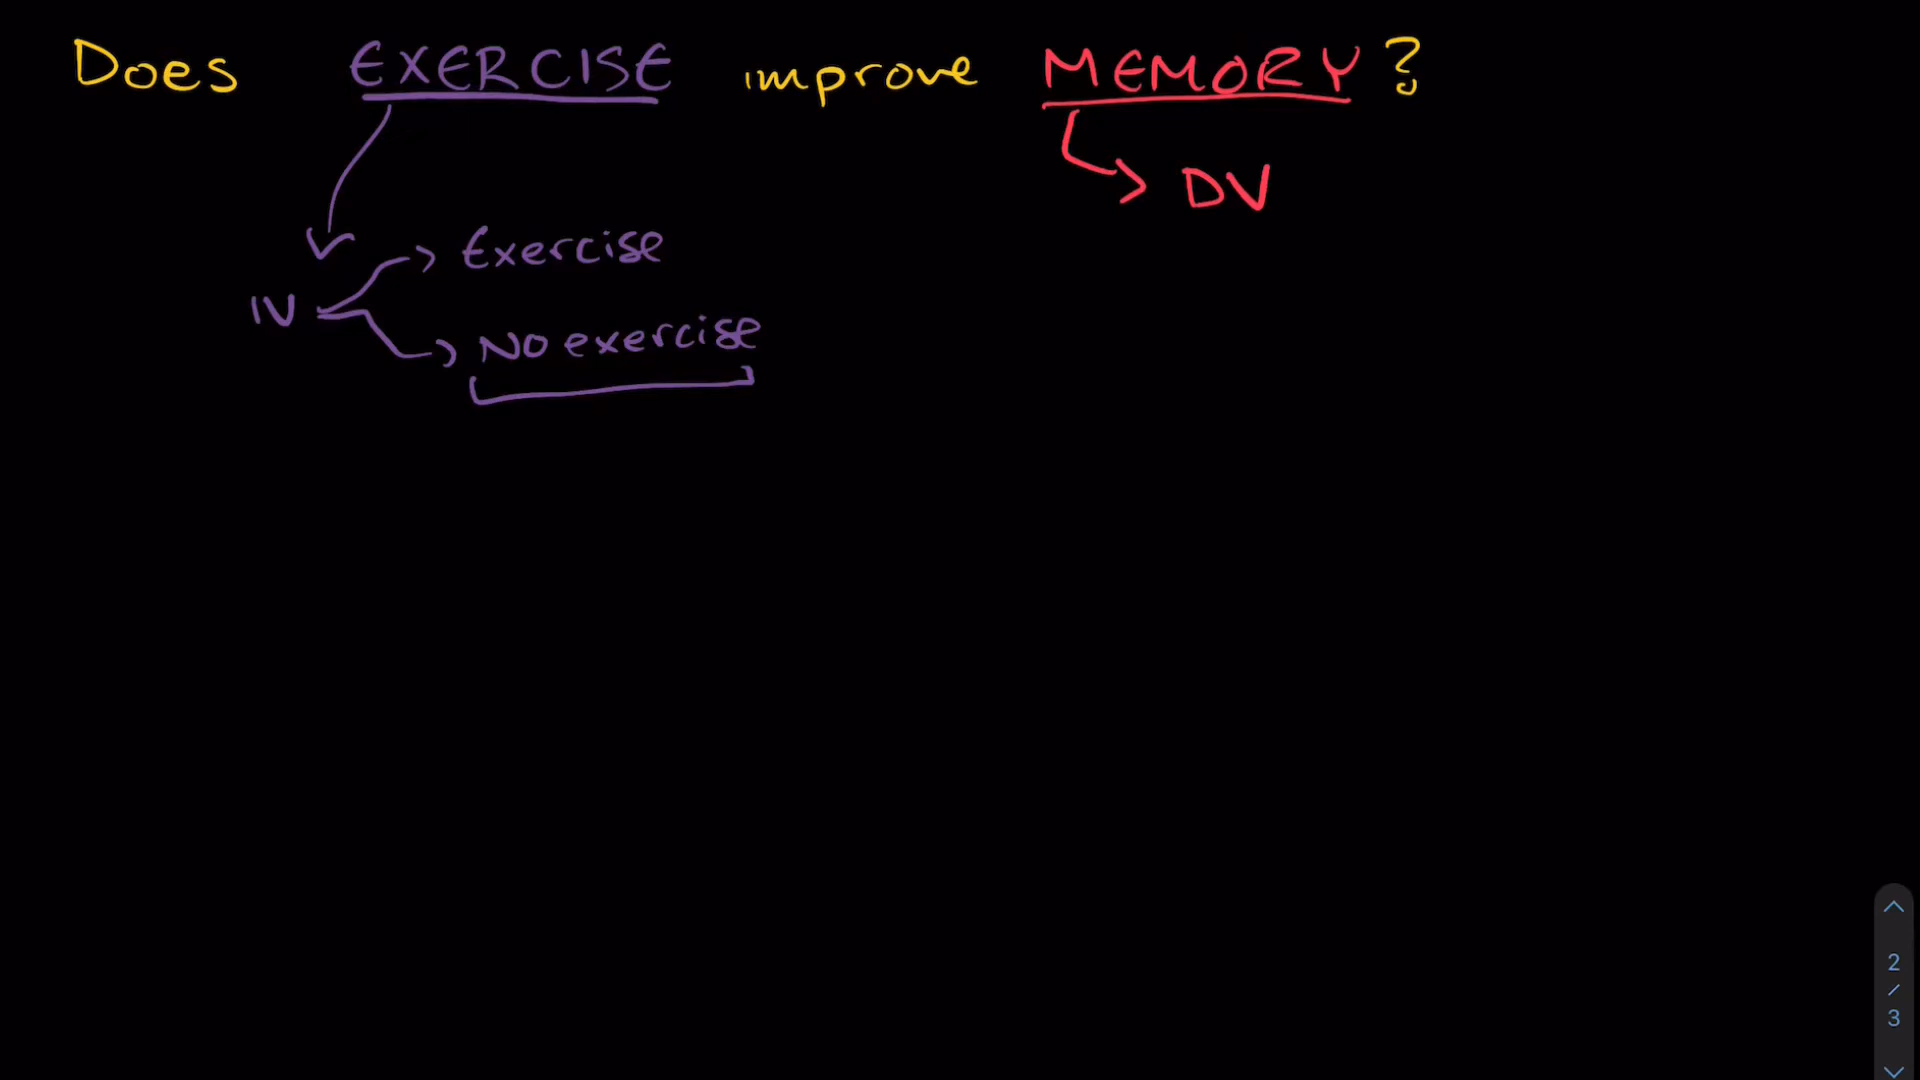 Does EXERCISE improve MEMORY?
DV
Exercise
IV
No exercise
2
/
3